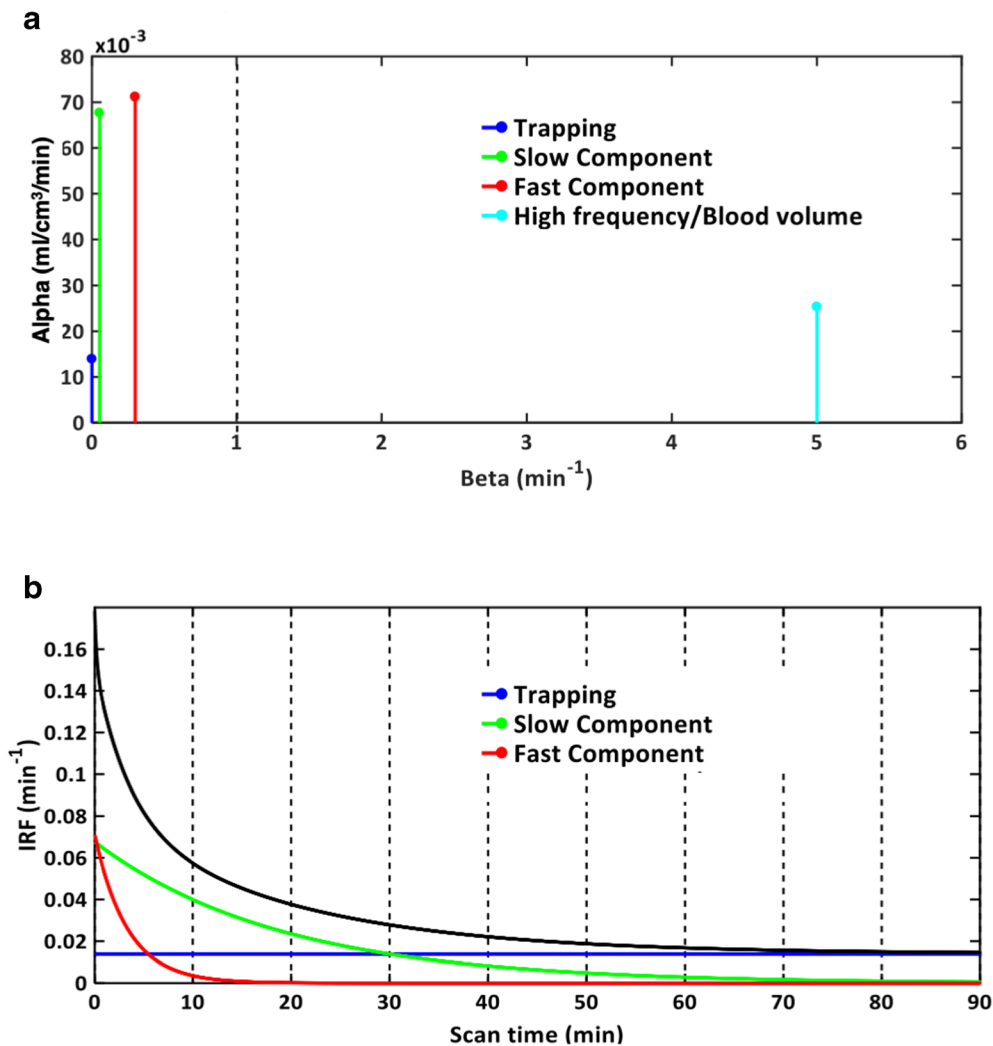 a
x10-3
80
70
60
50
40
30
20
10
0
Alpha (ml/cm³/min)
Trapping
Slow Component
Fast Component
High frequency/Blood volume
0 1 2 3 4 5 6
Beta (min-1)
b
0.16
0.14
0.12
0.1
0.08
0.06
0.04
0.02
0
IRF (min-1)
Trapping
Slow Component
Fast Component
0 10 20 30 40 50 60 70 80 90
Scan time (min)